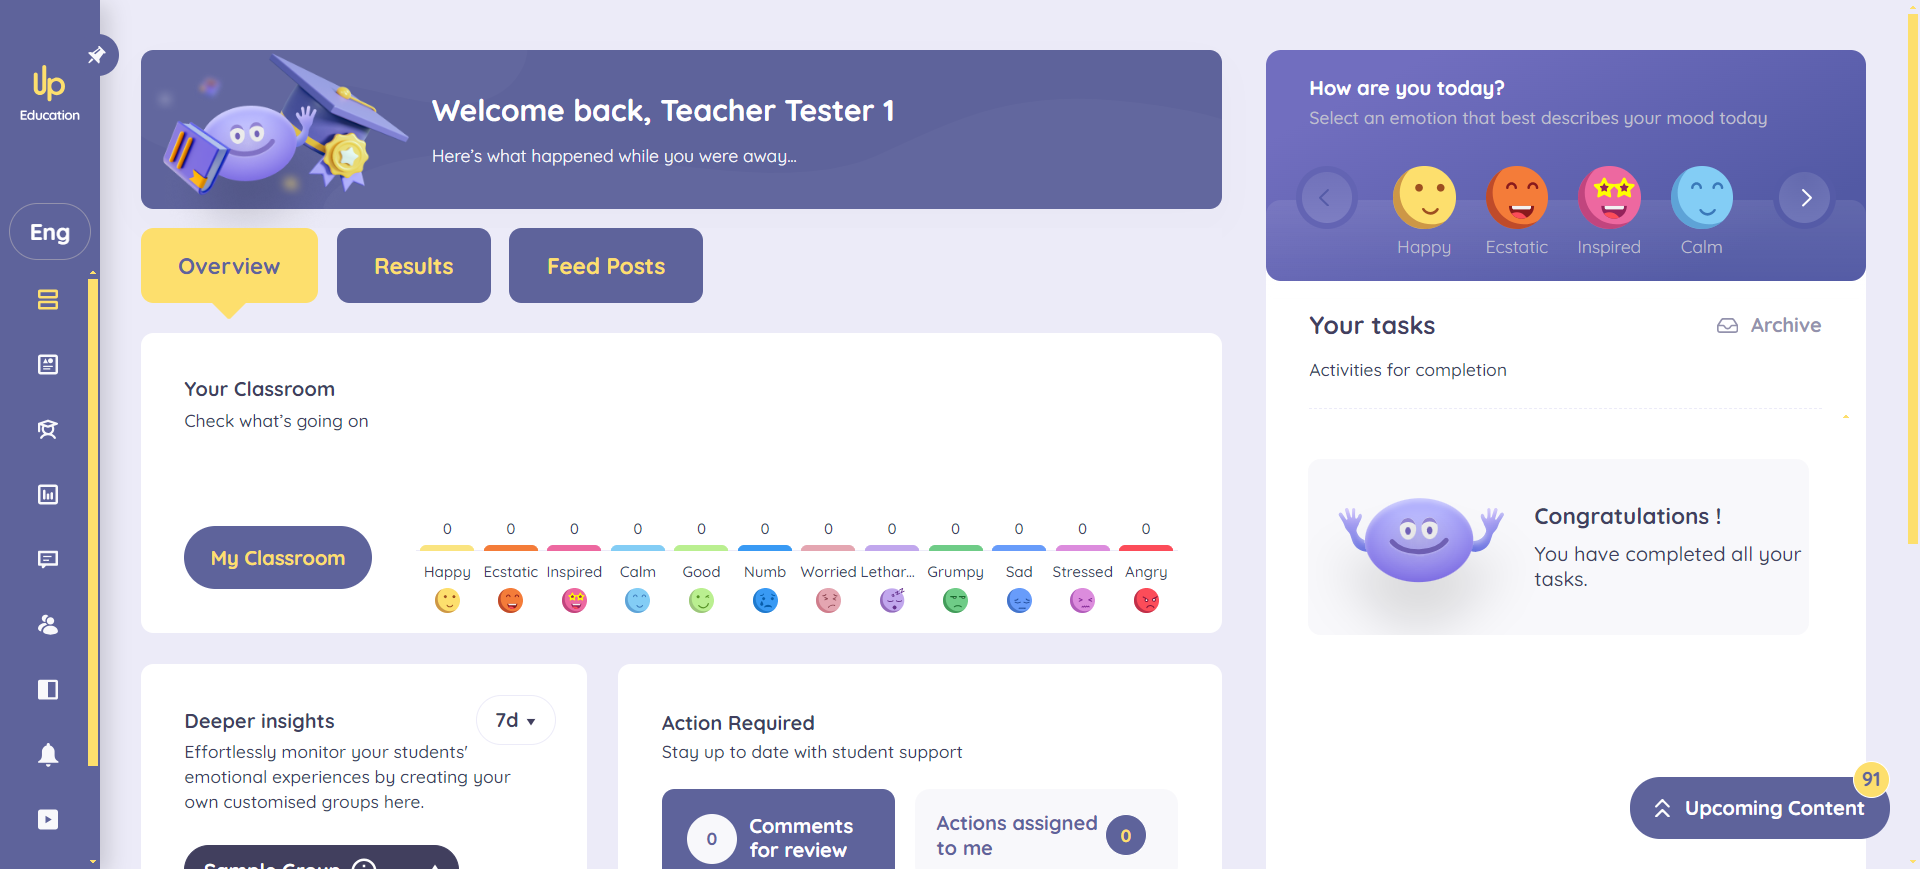 Up
Education
Eng
Welcome back, Teacher Tester 1
Here's what happened while you were away...
Overview
Results
Feed Posts
Your Classroom
Check what's going on
My Classroom
0 0 0 0 0 0 0 0 0 0 0 0
Happy Ecstatic Inspired Calm Good Numb Worried Lethar... Grumpy Sad Stressed Angry
Deeper insights
7d
Effortlessly monitor your students'
emotional experiences by creating your
own customised groups here.
Sample Group
Action Required
Stay up to date with student support
0
Comments
for review
Actions assigned
to me
0
How are you today?
Select an emotion that best describes your mood today
Happy Ecstatic Inspired Calm
Your tasks
Archive
Activities for completion
Congratulations !
You have completed all your
tasks.
91
Upcoming Content